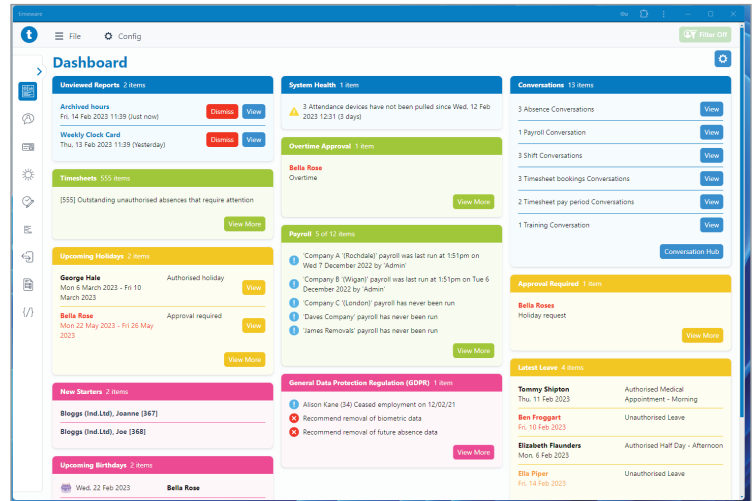 timeware
File
Config
Filter Off
Dashboard
Unviewed Reports 2 items
Archived hours
Fri, 14 Feb 2023 11:39 (Just now)
Dismiss
View
Weekly Clock Card
Thu. 13 Feb 2023 11:39 (Yesterday)
Dismiss
View
Timesheets 555 items
[555] Outstanding unauthorised absences that require attention
View More
Upcoming Holidays 2 items
George Hale
Authorised holiday
Mon 6 March 2023 - Fri 10
March 2023
View
Bella Rose
Approval required
Mon 22 May 2023 - Fri 26 May
2023
View
View More
New Starters 2 items
Bloggs (Ind.Ltd), Joanne [367]
Bloggs (Ind.Ltd), Joe [368]
Upcoming Birthdays 2 items
Wed. 22 Feb 2023
Bella Rose
System Health 1 item
3 Attendance devices have not been pulled since Wed, 12 Feb
2023 12:31 (3 days)
Overtime Approval 1 item
Bella Rose
Overtime
View More
Payroll 5 of 12 items
'Company A '(Rochdale)' payroll was last run at 1:51pm on
Wed 7 December 2022 by 'Admin'
'Company B '(Wigan)' payroll was last run at 1:51pm on Tue 6
December 2022 by 'Admin'
'Company C '(London)' payroll has never been run
'Daves Company' payroll has never been run
'James Removals' payroll has never been run
View More
General Data Protection Regulation (GDPR) 1 item
Alison Kane (34) Ceased employment on 12/02/21
Recommend removal of biometric data
Recommend removal of future absence data
View More
Conversations 13 items
3 Absence Conversations
View
1 Payroll Conversation
View
3 Shift Conversations
View
3 Timesheet bookings Conversations
View
2 Timesheet pay period Conversations
View
1 Training Conversation
View
Conversation Hub
Approval Required 1 item
Bella Roses
Holiday request
View More
Latest Leave 4 items
Tommy Shipton
Authorised Medical
Thu. 11 Feb 2023
Appointment - Morning
Ben Froggart
Unauthorised Leave
Fri. 10 Feb 2023
Elizabeth Flaunders
Authorised Half Day - Afternoon
Mon. 6 Feb 2023
Ella Piper
Unauthorised Leave
Fri, 14 Feb 2023